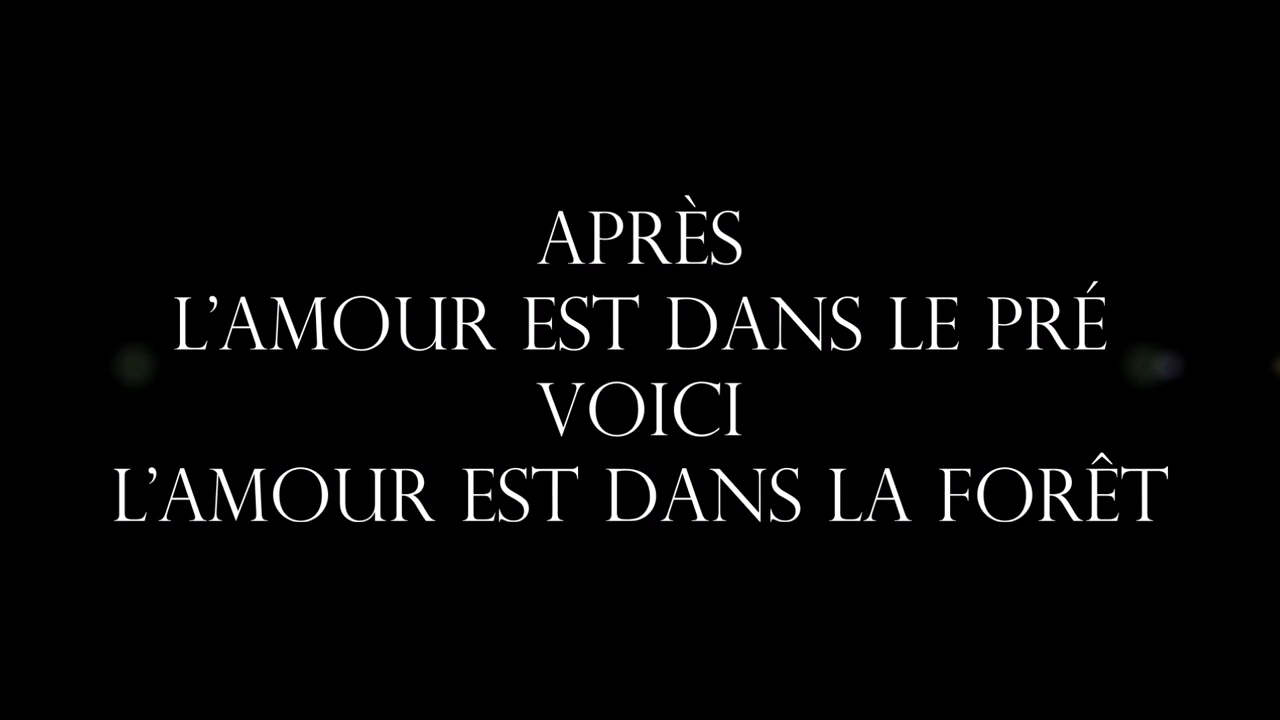 APRÈS
L'AMOUR EST DANS LE PRÉ
VOICI
L'AMOUR EST DANS LA FORÊT